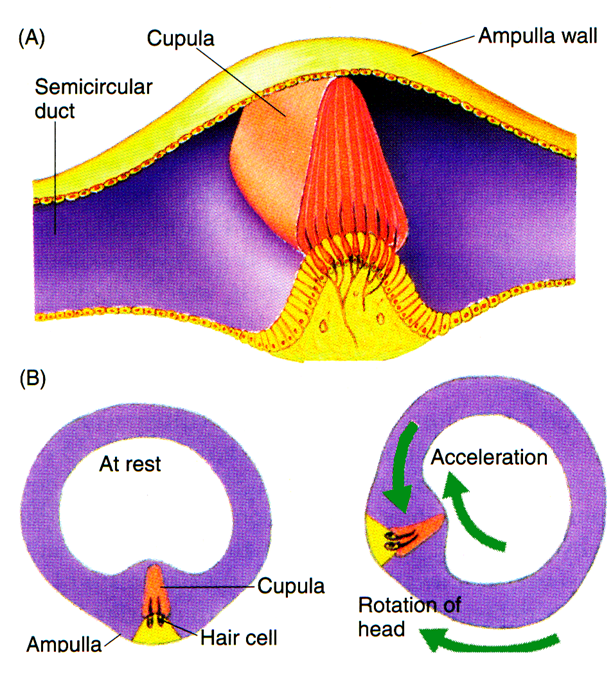 (A)
Cupula
Ampulla wall
Semicircular
duct
(B)
At rest
Acceleration
Cupula
Hair cell
Ampulla
Rotation of
head